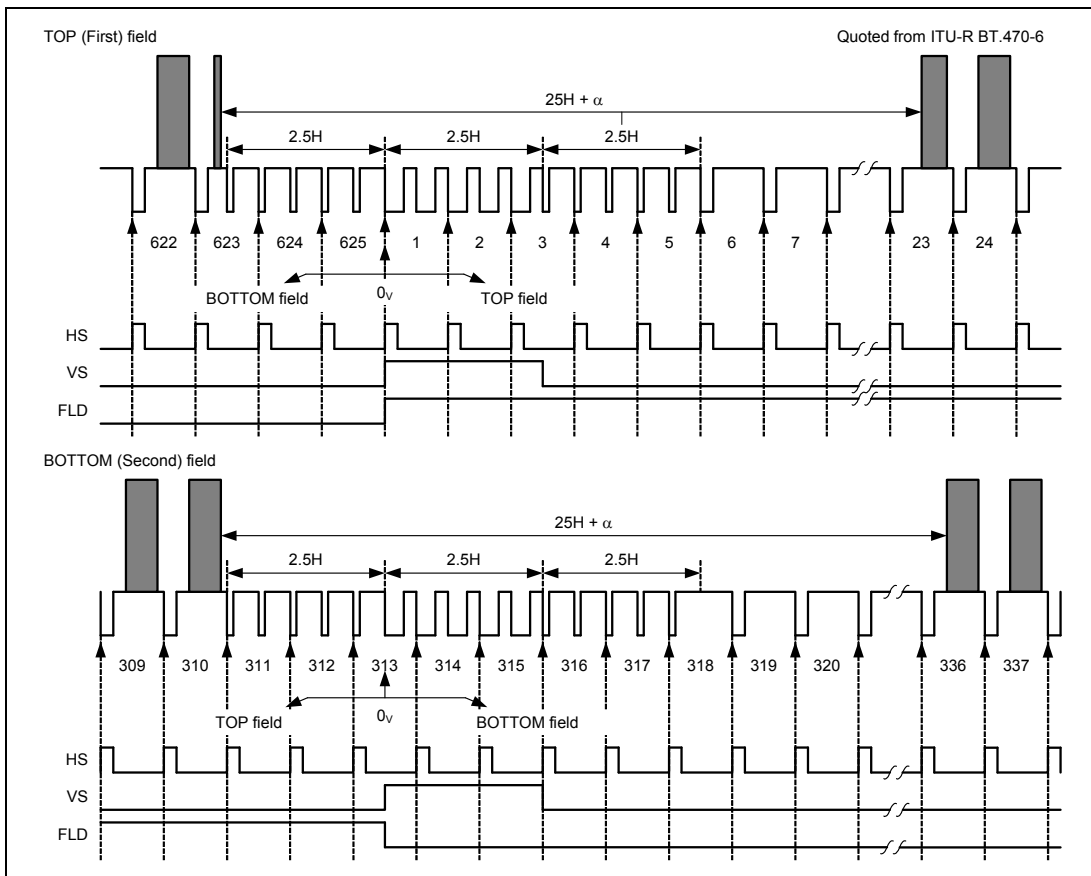 TOP (First) field Quoted from ITU-R BT.470-6
25H + α
2.5H 2.5H 2.5H
622 623 624 625 1 2 3 4 5 6 7 23 24
BOTTOM field 0V TOP field
HS
VS
FLD
BOTTOM (Second) field
25H + α
2.5H 2.5H 2.5H
309 310 311 312 313 314 315 316 317 318 319 320 336 337
TOP field 0V BOTTOM field
HS
VS
FLD